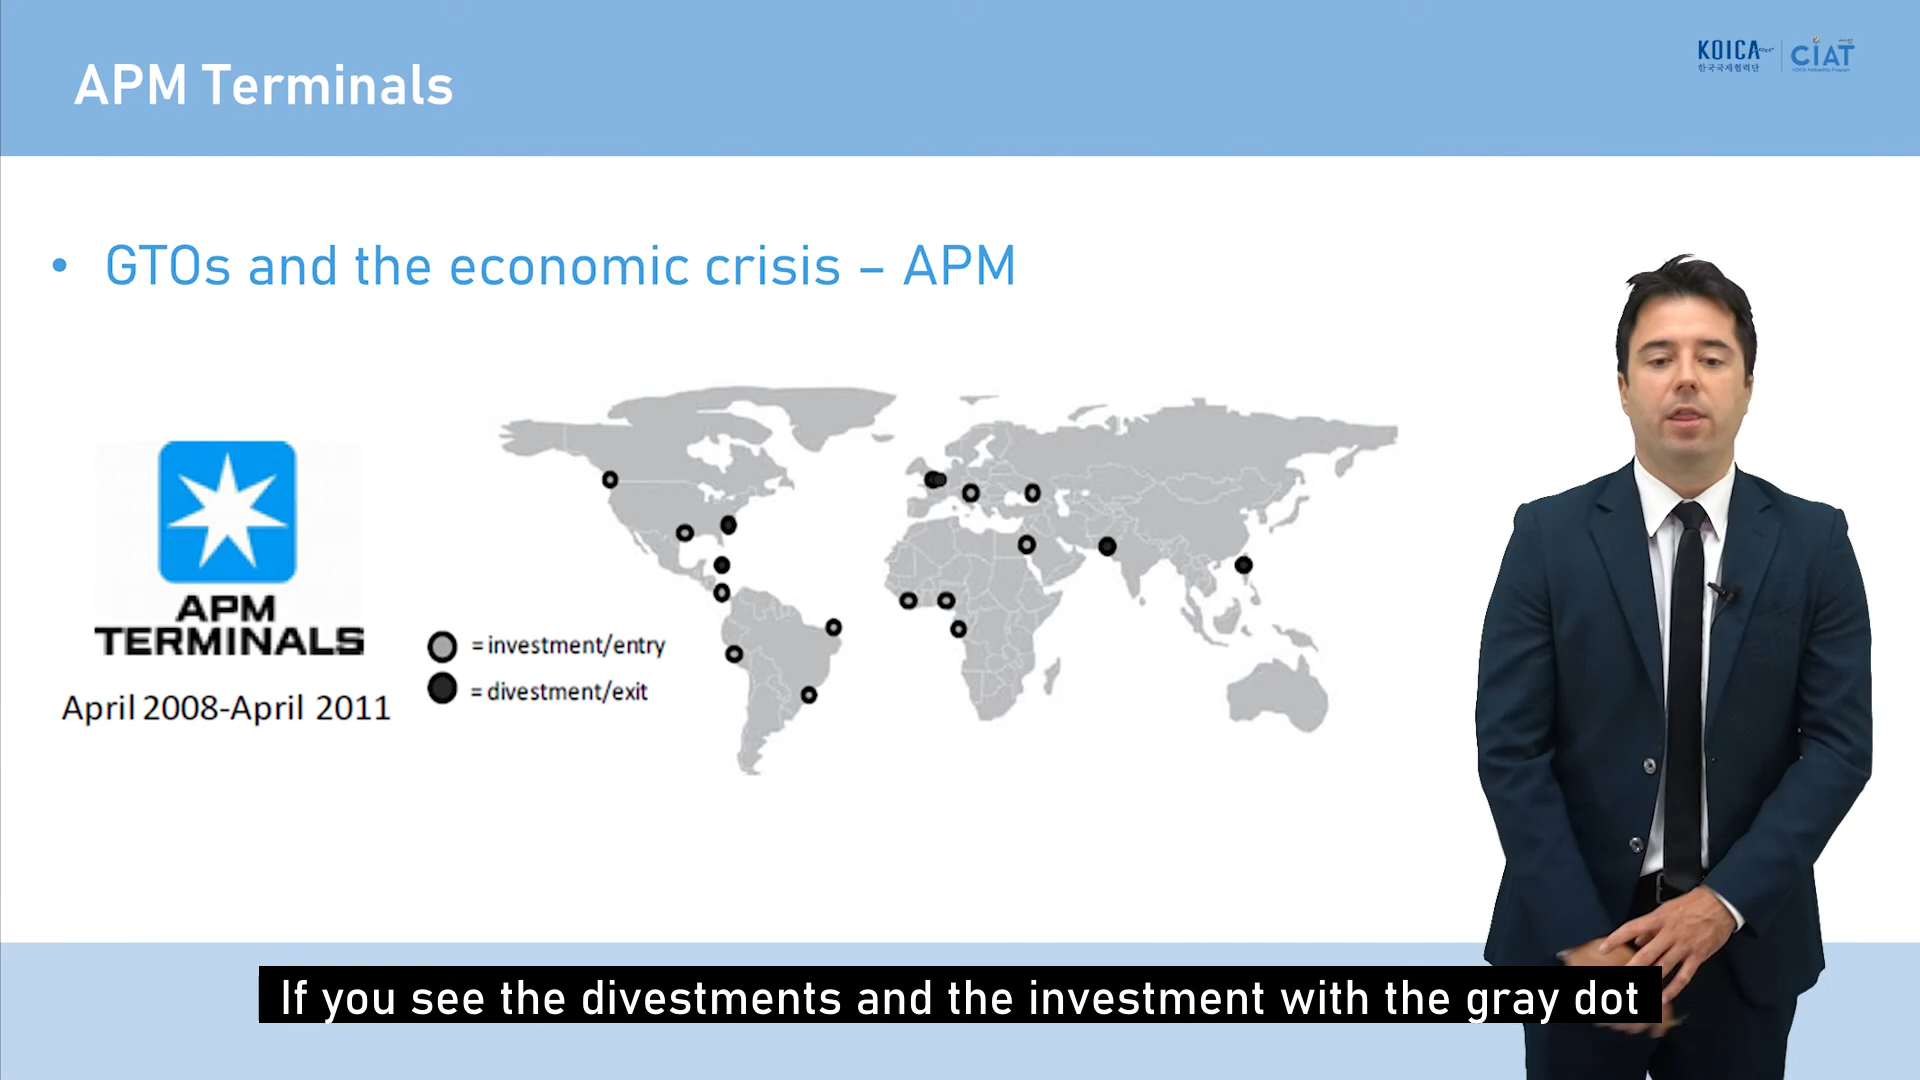 APM Terminals
KOICA
한국국제협력단
CIAT
• GTOs and the economic crisis – APM
APM
TERMINALS
April 2008-April 2011
= investment/entry
= divestment/exit
If you see the divestments and the investment with the gray dot